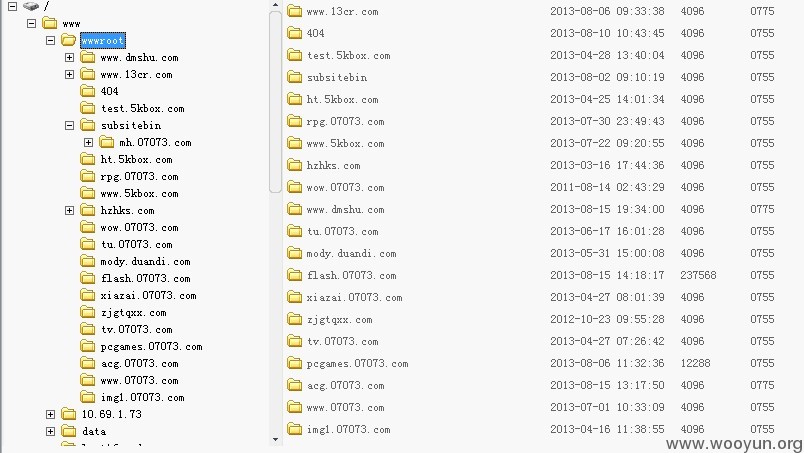 /
www
wwwroot
www.dmshu.com
www.13cr.com
404
test.5kbox.com
subsitebin
mh.07073.com
ht.5kbox.com
rpg.07073.com
www.5kbox.com
hzhks.com
wow.07073.com
tu.07073.com
mody.duandi.com
flash.07073.com
xiazai.07073.com
zjgtqxx.com
tv.07073.com
pcgames.07073.com
acg.07073.com
www.07073.com
img1.07073.com
10.69.1.73
data
www.13cr.com 2013-08-06 09:33:38 4096 0775
404 2013-08-10 10:43:45 4096 0755
test.5kbox.com 2013-04-28 13:40:04 4096 0755
subsitebin 2013-08-02 09:10:19 4096 0755
ht.5kbox.com 2013-04-25 14:01:34 4096 0755
rpg.07073.com 2013-07-30 23:49:43 4096 0755
www.5kbox.com 2013-07-22 09:20:55 4096 0755
hzhks.com 2013-03-16 17:44:36 4096 0755
wow.07073.com 2011-08-14 02:43:29 4096 0755
www.dmshu.com 2013-08-15 19:34:00 4096 0775
tu.07073.com 2013-06-17 16:01:28 4096 0755
mody.duandi.com 2013-05-31 15:00:08 4096 0755
flash.07073.com 2013-08-15 14:18:17 237568 0755
xiazai.07073.com 2013-04-27 08:01:39 4096 0755
zjgtqxx.com 2012-10-23 09:55:28 4096 0755
tv.07073.com 2013-04-27 07:26:42 4096 0755
pcgames.07073.com 2013-08-06 11:32:36 12288 0755
acg.07073.com 2013-08-15 13:17:50 4096 0755
www.07073.com 2013-07-01 10:33:09 4096 0755
img1.07073.com 2013-04-16 11:38:55 4096 0755
www.wooyun.org